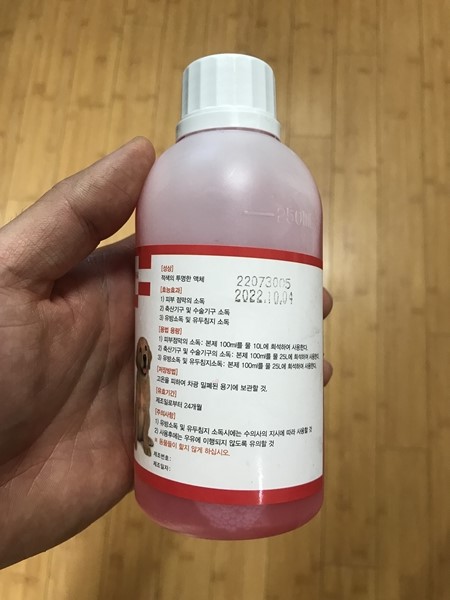 250ML
[성상]
적색의 투명한 액체
22073005
2022.10.04
[효능효과]
1) 피부 점막의 소독
2) 축산기구 및 수술기구 소독
3) 유방소독 및 유두침지 소독
[용법 용량]
1) 피부점막의 소독: 본제 100ml를 물 10L에 희석하여 사용한다.
2) 축산기구 및 수술기구의 소독: 본제 100ml를 물 25L에 희석하여 사용한다.
3) 유방소독 및 유두침지소독: 본제 100ml를 물 25L에 희석하여 사용한다.
[저장방법]
고온을 피하여 차광 밀폐된 용기에 보관할 것.
[유효기간]
제조일로부터 24개월
[주의사항]
1) 유방소독 및 유두침지 소독시에는 수의사의 지시에 따라 사용할 것
2) 사용후에는 우유에 이행되지 않도록 유의할 것
※ 오용들이 할지 않게 하십시오.
제조번호:
제조일자: